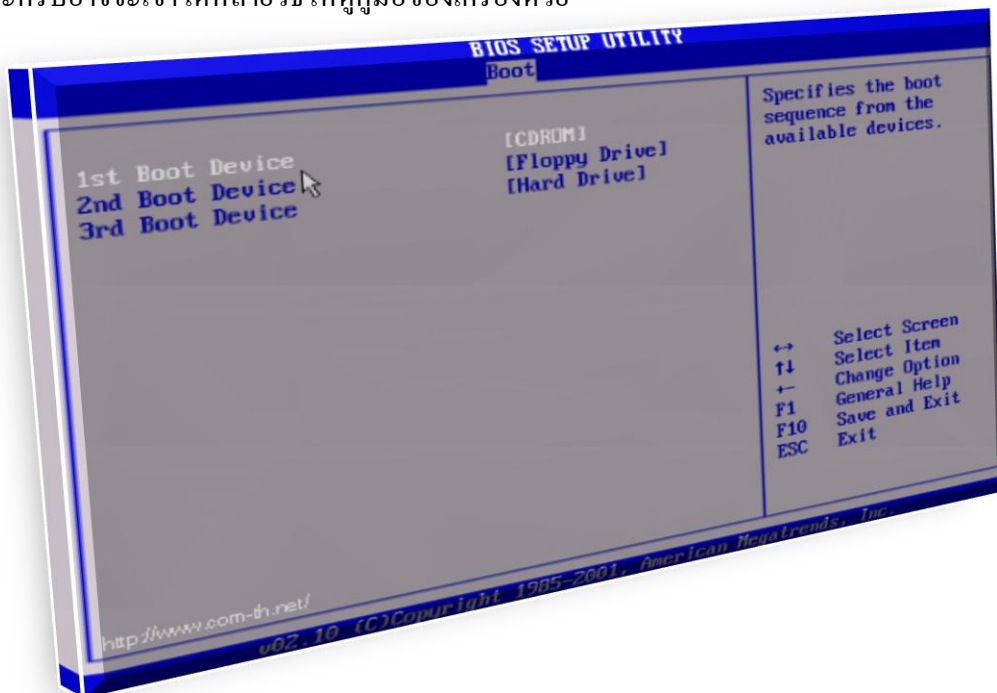 BIOS SETUP UTILITY
Boot
1st Boot Device [CDROM]
2nd Boot Device [Floppy Drive]
3rd Boot Device [Hard Drive]
Specifies the boot
sequence from the
available devices.
↔ Select Screen
↑↓ Select Item
←─ Change Option
F1 General Help
F10 Save and Exit
ESC Exit
http://www.com-th.net/
v02.10 (C)Copyright 1985-2001, American Megatrends, Inc.